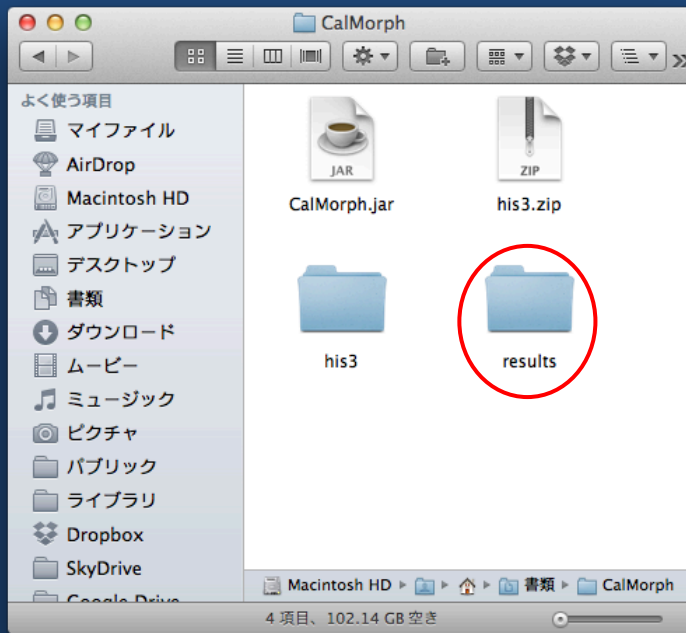 CalMorph
よく使う項目
マイファイル
AirDrop
Macintosh HD
アプリケーション
デスクトップ
書類
ダウンロード
ムービー
ミュージック
ピクチャ
パブリック
ライブラリ
Dropbox
SkyDrive
Google Drive
JAR
ZIP
CalMorph.jar
his3.zip
his3
results
Macintosh HD ▸ ▸ ▸ 書類 ▸ CalMorph
4 項目、102.14 GB 空き